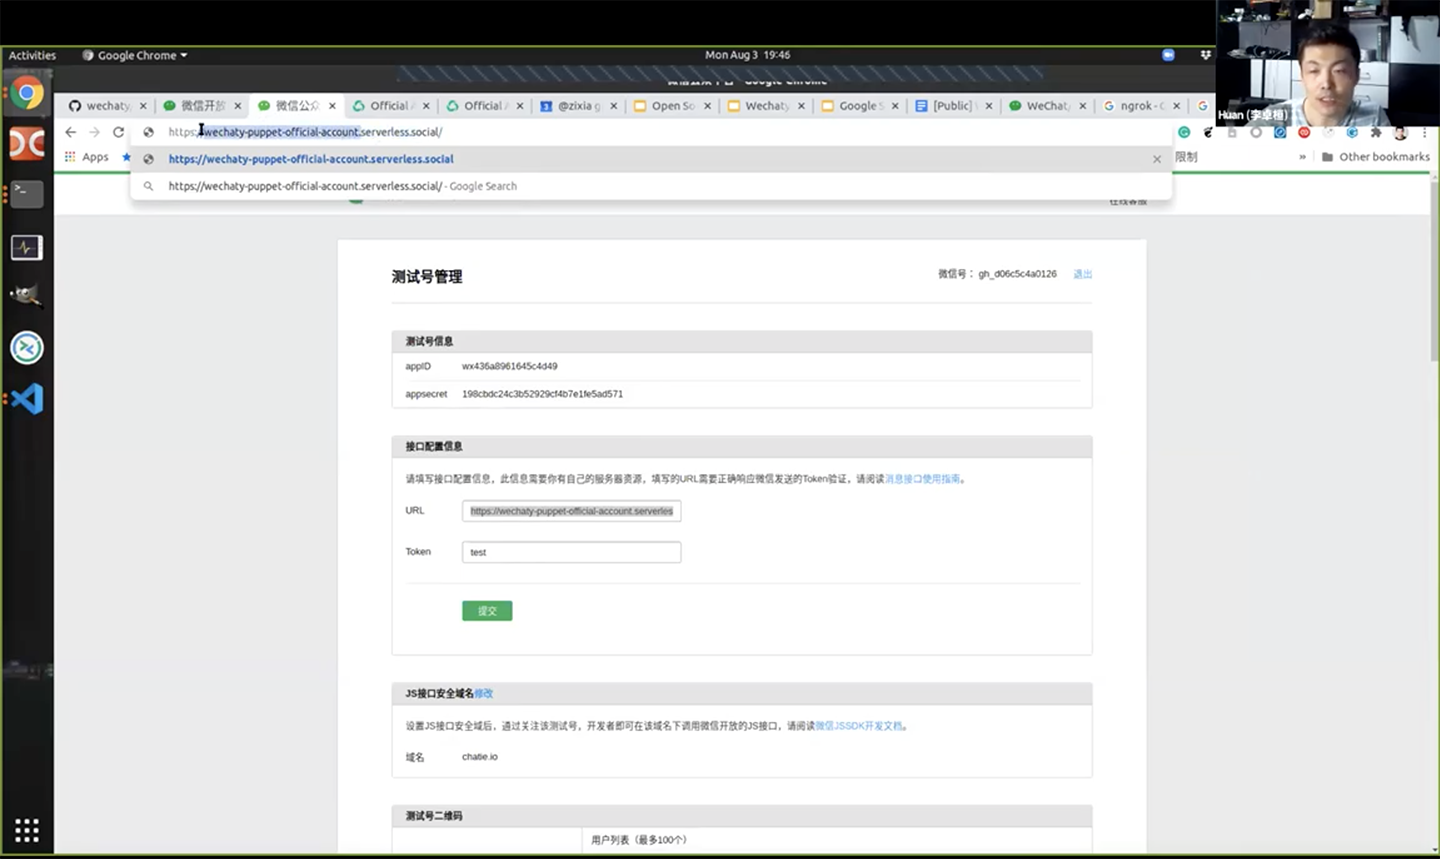 Activities
Google Chrome
Mon Aug 3 19:46
wechaty
微信开放
微信公众
Official A
Official A
@zixia g
Open So
Wechaty
Google S
[Public]
WeChat
ngrok - G
Huan (李卓桓)
https://wechaty-puppet-official-account.serverless.social/
Apps
https://wechaty-puppet-official-account.serverless.social
限制
» Other bookmarks
https://wechaty-puppet-official-account.serverless.social/ - Google Search
在线客服
测试号管理
微信号： gh_d06c5c4a0126 退出
测试号信息
appID wx436a8961645c4d49
appsecret 198cbdc24c3b52929cf4b7e1fe5ad571
接口配置信息
请填写接口配置信息，此信息需要你有自己的服务器资源，填写的URL需要正确响应微信发送的Token验证，请阅读消息接口使用指南。
URL https://wechaty-puppet-official-account.serverles
Token test
提交
JS接口安全域名修改
设置JS接口安全域后，通过关注该测试号，开发者即可在该域名下调用微信开放的JS接口，请阅读微信JSSDK开发文档。
域名 chatie.io
测试号二维码
用户列表（最多100个）